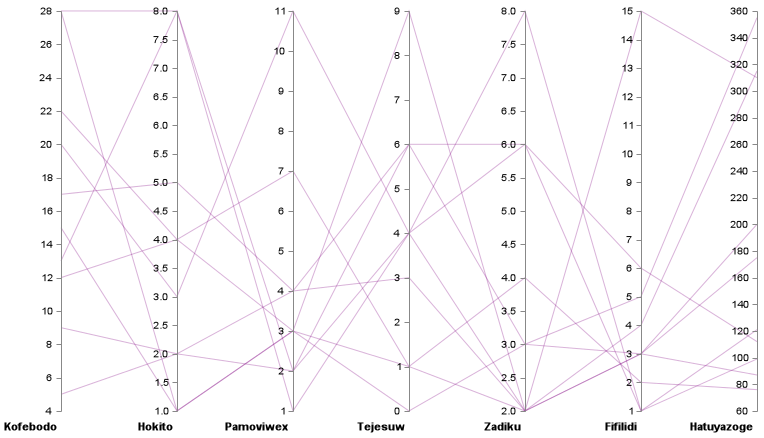 28 8.0 11 9 8.0 15 360
26 7.5 10 8 7.5 14 340
24 7.0 9 7 7.0 13 320
22 6.5 8 6 6.5 12 300
20 6.0 7 5 6.0 11 280
18 5.5 6 4 5.5 10 260
16 5.0 5 3 5.0 9 240
14 4.5 4 2 4.5 8 220
12 4.0 3 1 4.0 7 200
10 3.5 2 0 3.5 6 180
8 3.0 1 3.0 5 160
6 2.5 2.5 4 140
4 2.0 2.0 3 120
1.5 2 100
1.0 1 80
60
Kofebodo Hokito Pamoviwex Tejesuw Zadiku Fifilidi Hatuyazoge